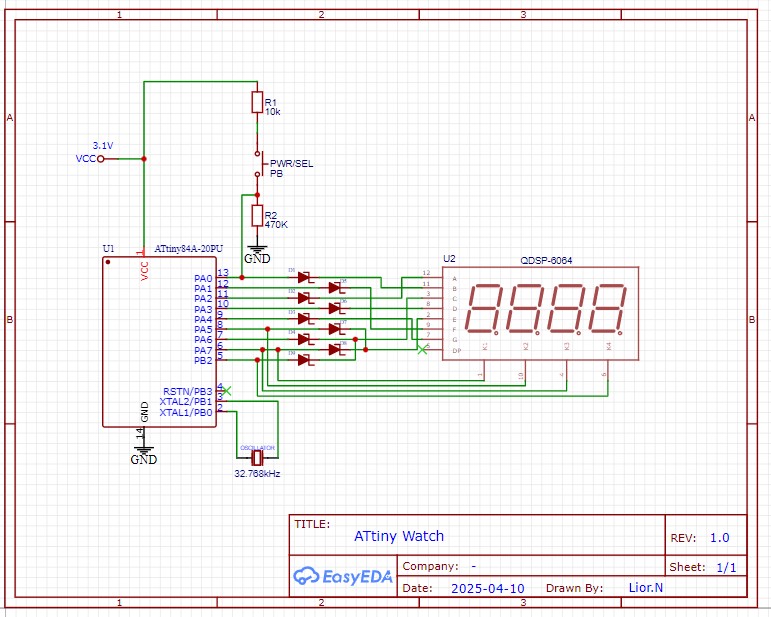 1 2 3
A A
B B
R1
10k
3.1V
VCC
PWR/SEL
PB
R2
470K
GND
U1 ATtiny84A-20PU
VCC 1
PA0 13
PA1 12
PA2 11
PA3 10
PA4 9
PA5 8
PA6 7
PA7 6
PB2 5
RSTN/PB3 4
XTAL2/PB1 3
XTAL1/PB0 2
GND 14
GND
OSCILLATOR
32.768kHz
U2 QDSP-6064
12 A
11 B
3 C
8 D
2 E
9 F
7 G
5 DP
K1 K2 K3 K4
1 10 4 6
TITLE:
ATtiny Watch
REV: 1.0
EasyEDA
Company: -
Sheet: 1/1
Date: 2025-04-10 Drawn By: Lior.N
1 2 3